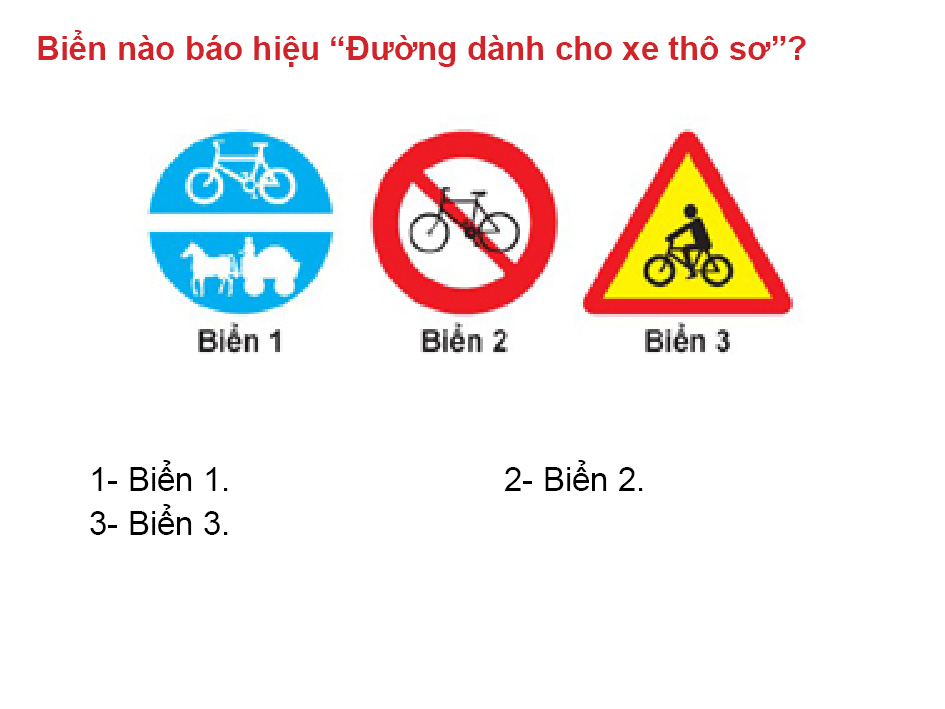 Biển nào báo hiệu “Đường dành cho xe thô sơ”?
Biển 1 Biển 2 Biển 3
1- Biển 1. 2- Biển 2.
3- Biển 3.